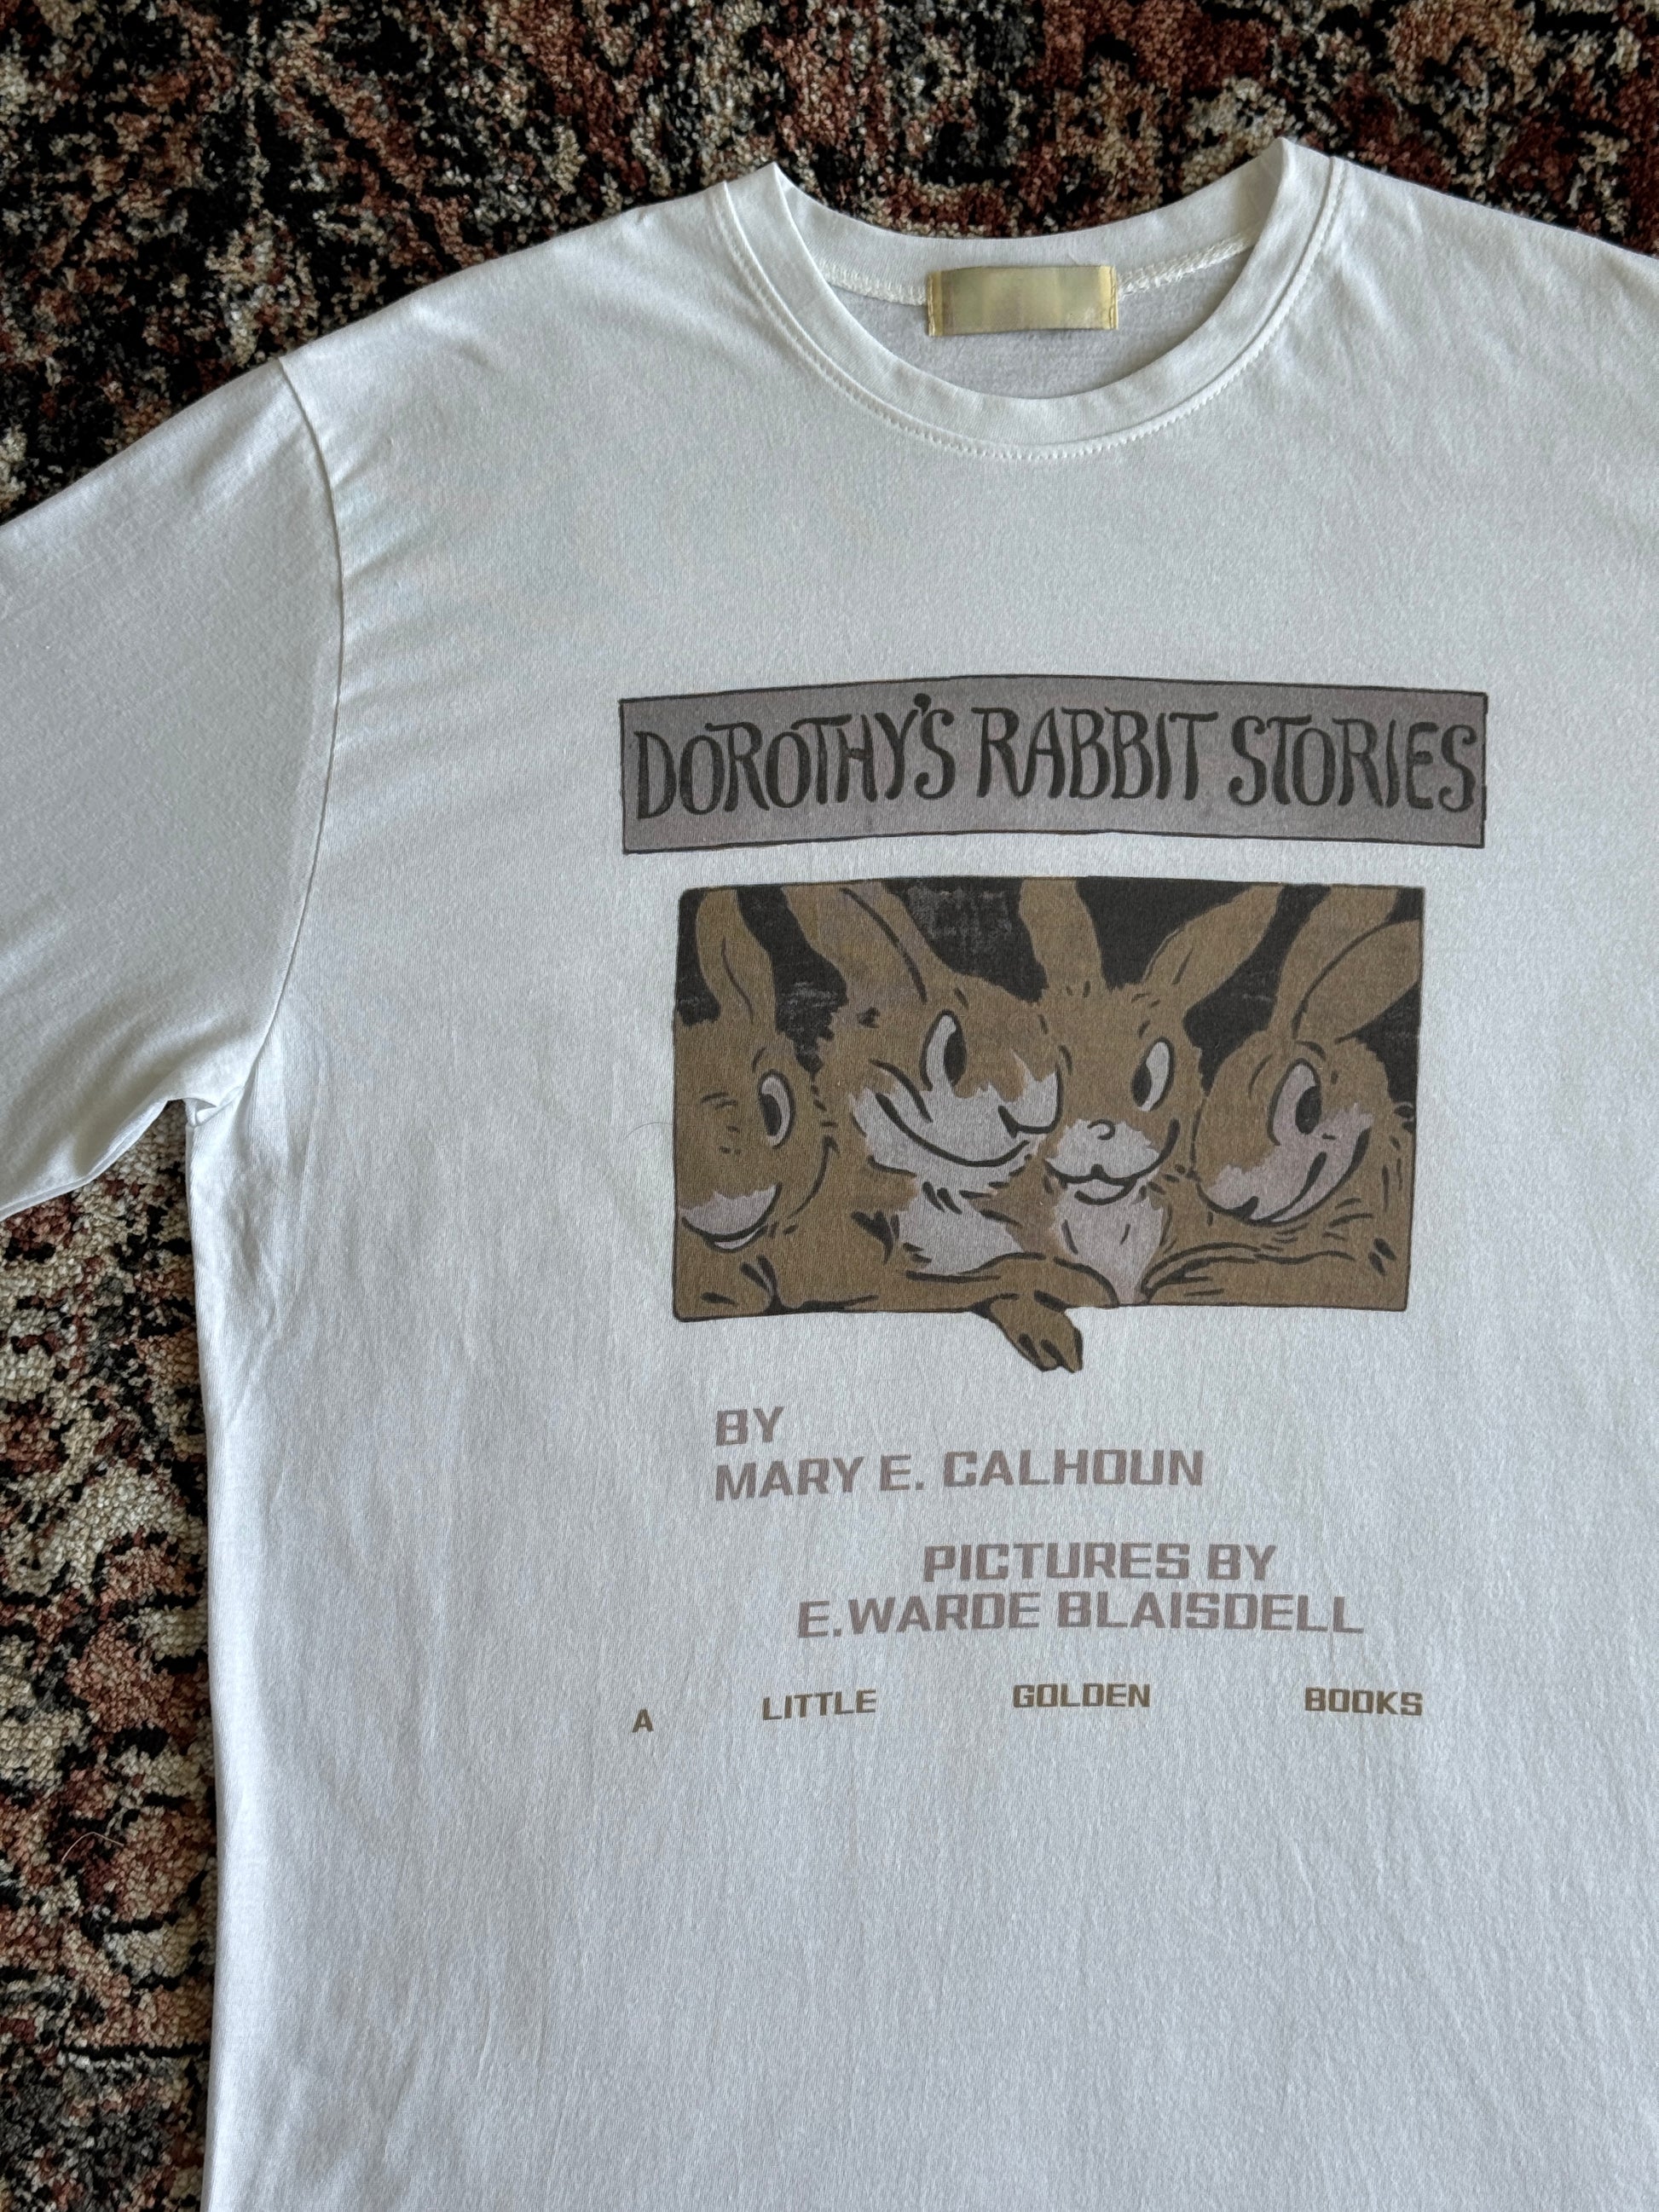 DOROTHY'S RABBIT STORIES
BY
MARY E. CALHOUN
PICTURES BY
E.WARDE BLAISDELL
A LITTLE GOLDEN BOOKS